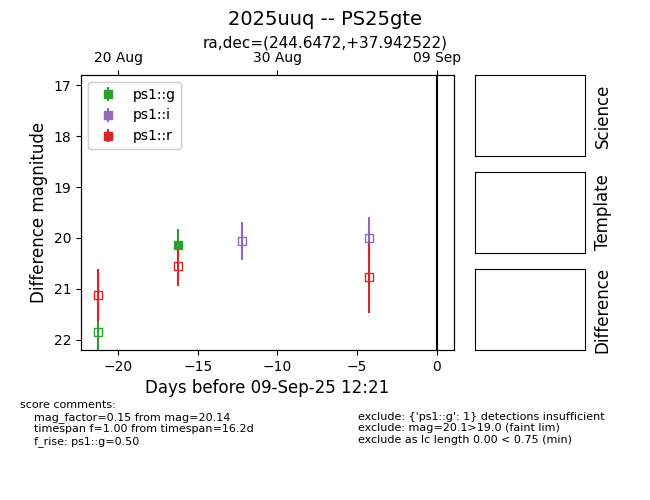 2025uuq -- PS25gte
ra,dec=(244.6472,+37.942522)
20 Aug
30 Aug
09 Sep
17
18
19
20
21
22
Difference magnitude
ps1::g
ps1::i
ps1::r
−20
−15
−10
−5
0
Days before 09-Sep-25 12:21
Science
Template
Difference
score comments:
mag_factor=0.15 from mag=20.14
timespan f=1.00 from timespan=16.2d
f_rise: ps1::g=0.50
exclude: {'ps1::g': 1} detections insufficient
exclude: mag=20.1>19.0 (faint lim)
exclude as lc length 0.00 < 0.75 (min)